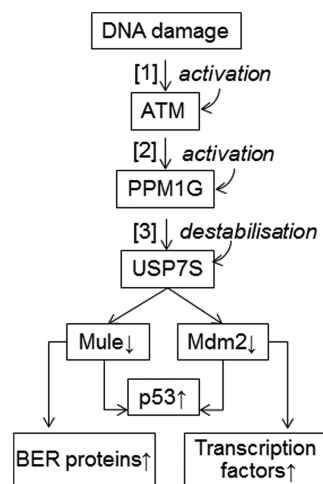 DNA damage
[1] activation
ATM
[2] activation
PPM1G
[3] destabilisation
USP7S
Mule↓ Mdm2↓
p53↑
BER proteins↑ Transcription
factors↑